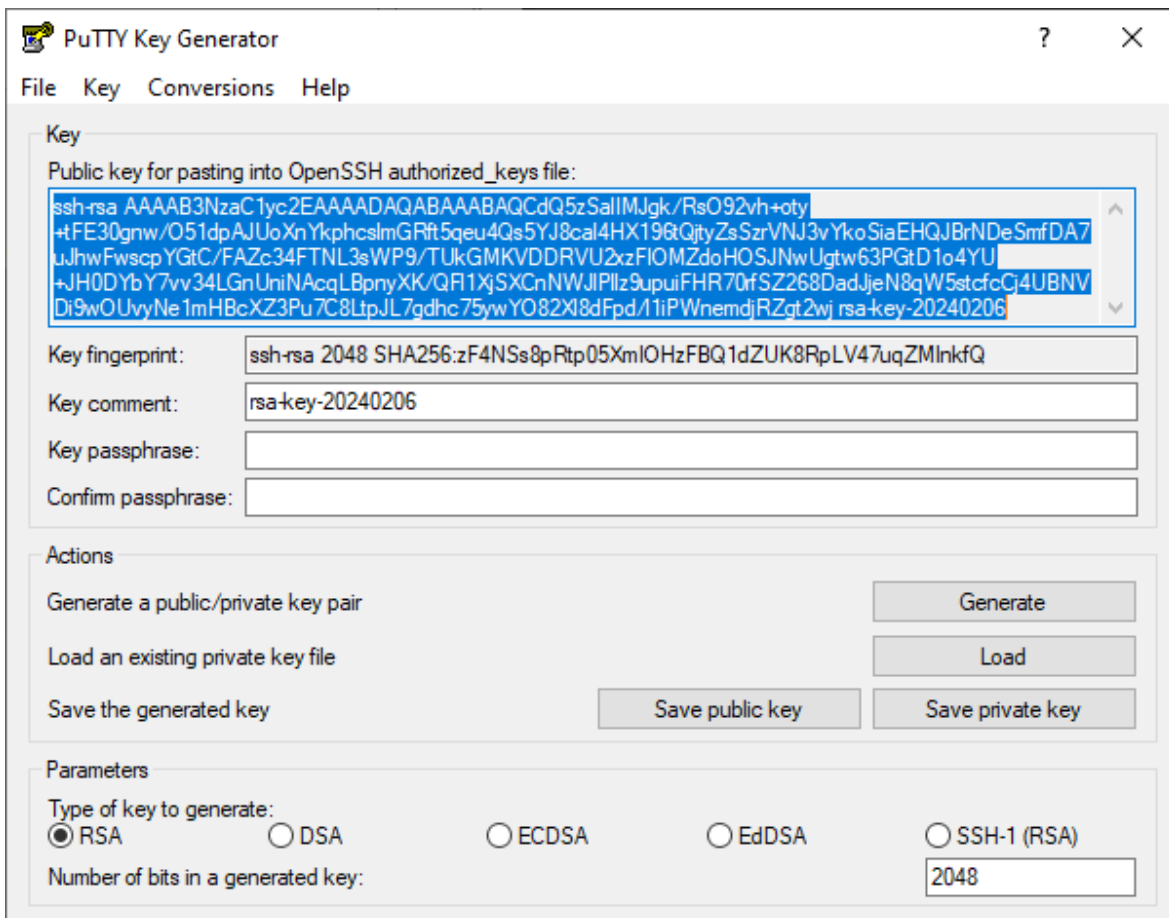 PuTTY Key Generator
? ×
File Key Conversions Help
Key
Public key for pasting into OpenSSH authorized_keys file:
ssh-rsa AAAAB3NzaC1yc2EAAAADAQABAAABAQCdQ5zSaIIMJgk/RsO92vh+oty
+tFE30gnw/O51dpAJUoXnYkphcslmGRft5qeu4Qs5YJ8cal4HX196tQjtyZsSzrVNJ3vYkoSiaEHQJBrNDeSmfDA7
uJhwFwscpYGtC/FAZc34FTNL3sWP9/TUkGMKVDDRVU2xzFIOMZdoHOSJNwUgtw63PGtD1o4YU
+JH0DYbY7vv34LGnUniNAcqLBpnyXK/QFI1XjSXCnNWJlPIlz9upuiFHR70rfSZ268DadJjeN8qW5stcfcCj4UBNV
Di9wOUvyNe1mHBcXZ3Pu7C8LtpJL7gdhc75ywYO82Xl8dFpd/11iPWnemdjRZgt2wj rsa-key-20240206
Key fingerprint: ssh-rsa 2048 SHA256:zF4NSs8pRtp05XmIOHzFBQ1dZUK8RpLV47uqZMInkfQ
Key comment: rsa-key-20240206
Key passphrase:
Confirm passphrase:
Actions
Generate a public/private key pair Generate
Load an existing private key file Load
Save the generated key Save public key Save private key
Parameters
Type of key to generate:
RSA DSA ECDSA EdDSA SSH-1 (RSA)
Number of bits in a generated key: 2048